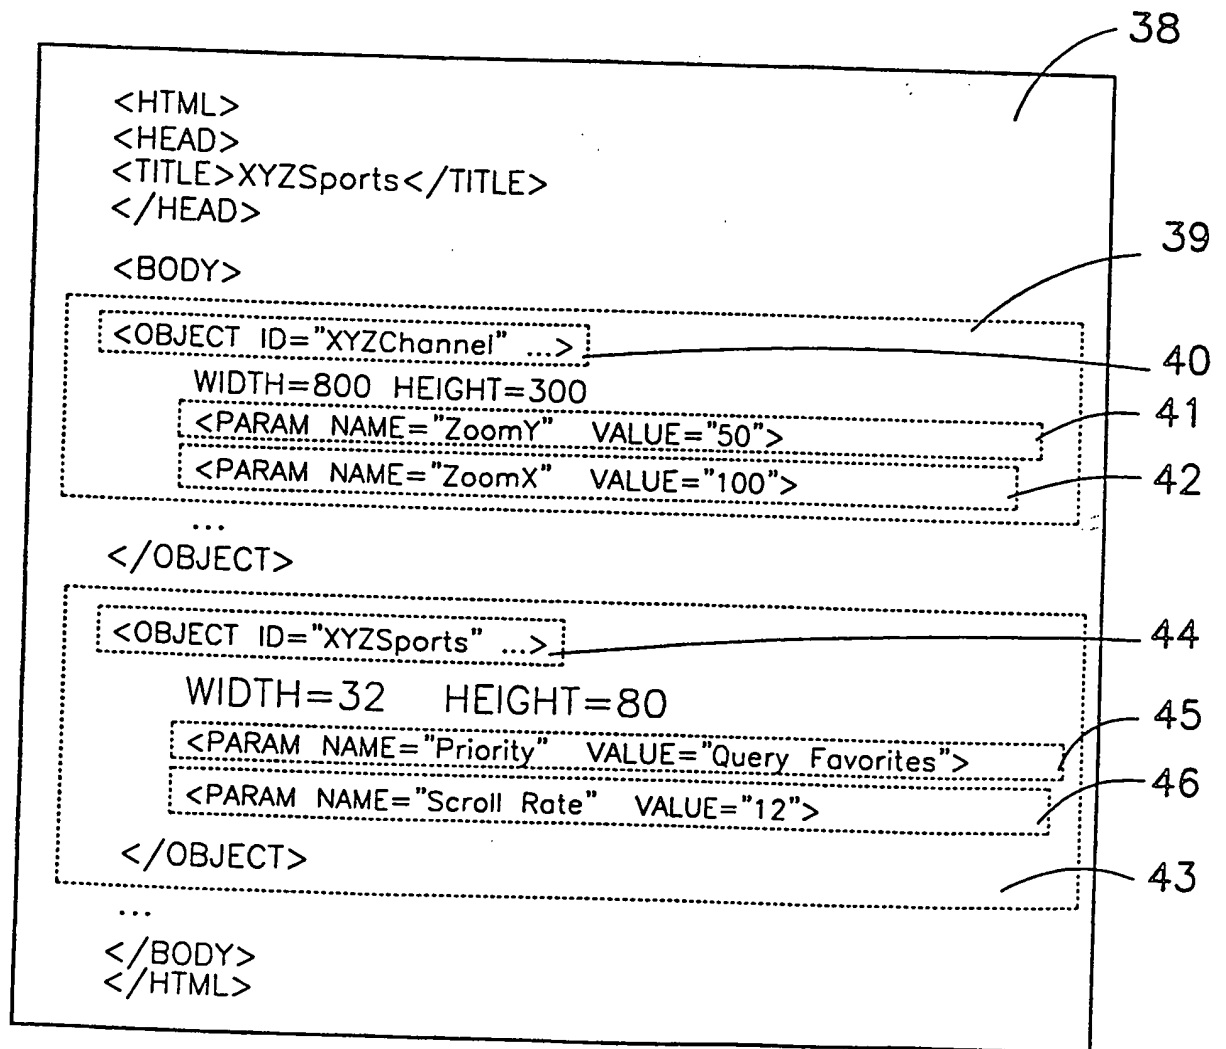 38
<HTML>
<HEAD>
<TITLE>XYZSports</TITLE>
</HEAD>
39
<BODY>
<OBJECT ID="XYZChannel" ...>
40
WIDTH=800 HEIGHT=300
41
<PARAM NAME="ZoomY" VALUE="50">
<PARAM NAME="ZoomX" VALUE="100">
42
...
</OBJECT>
<OBJECT ID="XYZSports" ...>
44
WIDTH=32 HEIGHT=80
45
<PARAM NAME="Priority" VALUE="Query Favorites">
46
<PARAM NAME="Scroll Rate" VALUE="12">
</OBJECT>
43
...
</BODY>
</HTML>